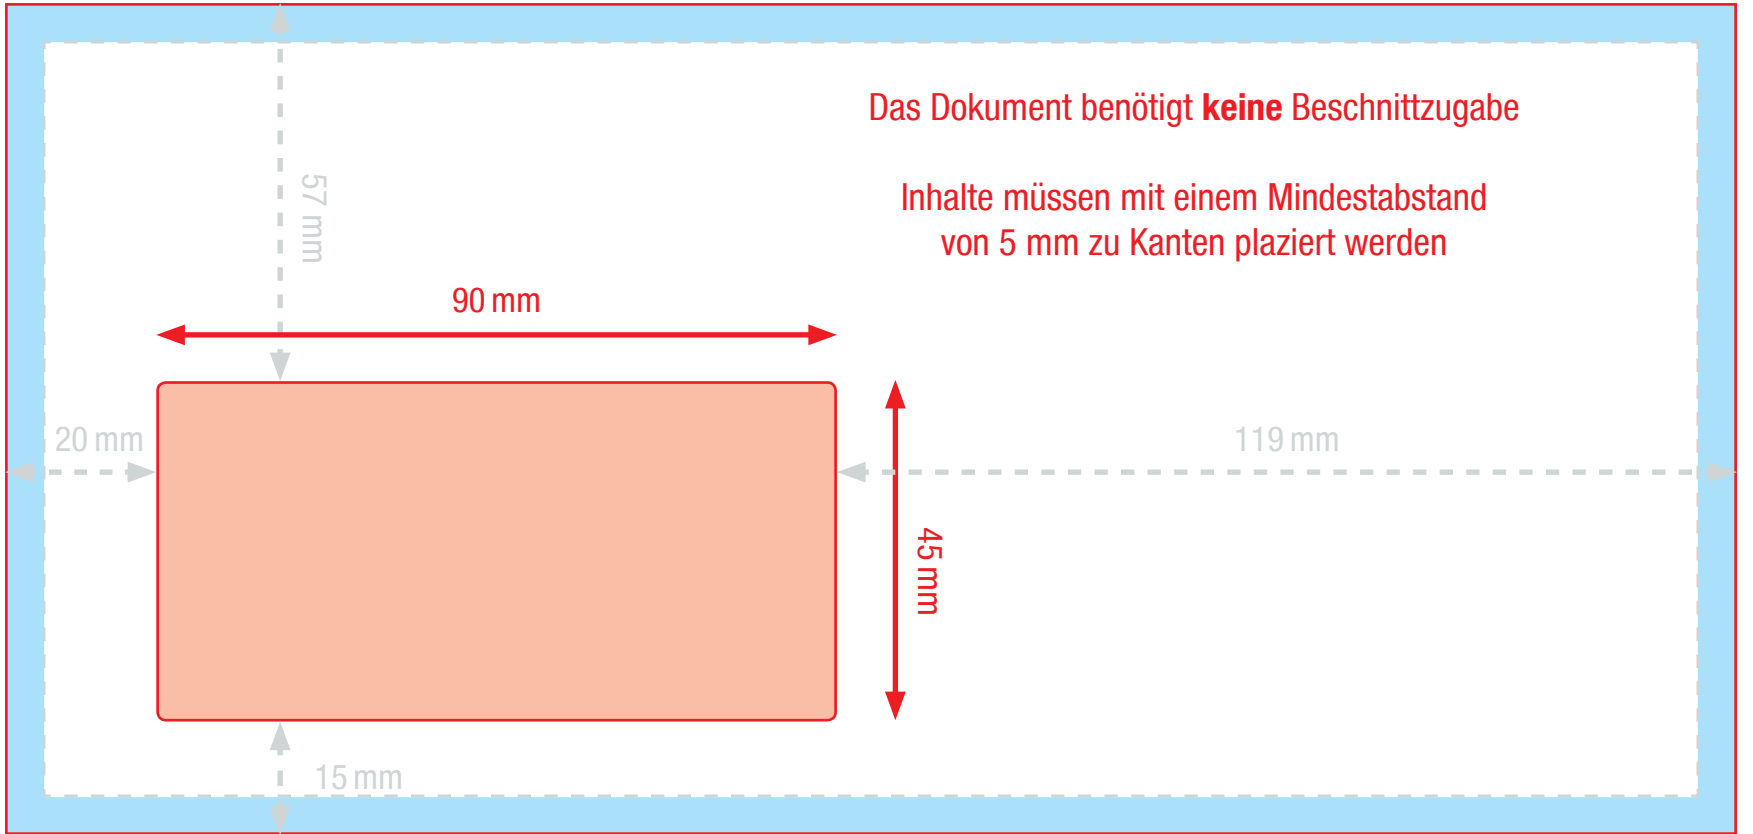 Das Dokument benötigt keine Beschnittzugabe
Inhalte müssen mit einem Mindestabstand
von 5 mm zu Kanten plaziert werden
57 mm
90 mm
20 mm
119 mm
45 mm
15 mm